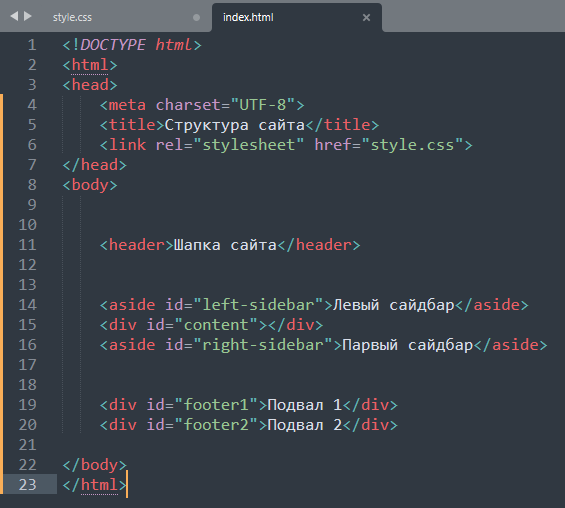 style.css index.html
1 <!DOCTYPE html>
2 <html>
3 <head>
4 <meta charset="UTF-8">
5 <title>Структура сайта</title>
6 <link rel="stylesheet" href="style.css">
7 </head>
8 <body>
9
10
11 <header>Шапка сайта</header>
12
13
14 <aside id="left-sidebar">Левый сайдбар</aside>
15 <div id="content"></div>
16 <aside id="right-sidebar">Парвый сайдбар</aside>
17
18
19 <div id="footer1">Подвал 1</div>
20 <div id="footer2">Подвал 2</div>
21
22 </body>
23 </html>